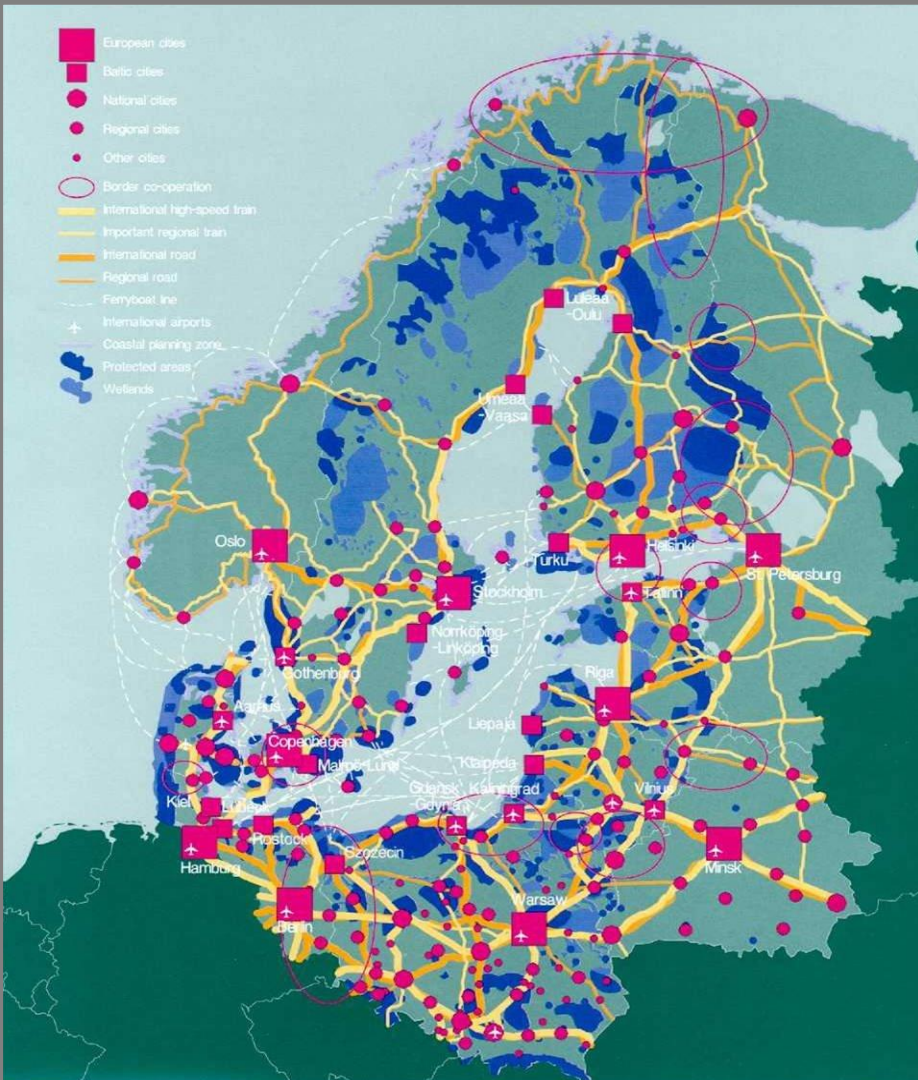 European cities
Baltic cities
National cities
Regional cities
Other cities
Border co-operation
International high-speed train
Important regional train
International road
Regional road
Ferryboat line
International airports
Coastal planning zone
Protected areas
Wetlands
Luleaa
-Oulu
Umeaa
-Vaasa
Oslo
Turku
Helsinki
St. Petersburg
Stockholm
Tallin
Norrköping
-Linköping
Gothenburg
Riga
Aarhus
Liepaja
Copenhagen
Malmö-Lund
Klaipeda
Kiel
Lübeck
Gdansk
-Gdynia
Kaliningrad
Vilnius
Rostock
Szczecin
Hamburg
Minsk
Berlin
Warsaw